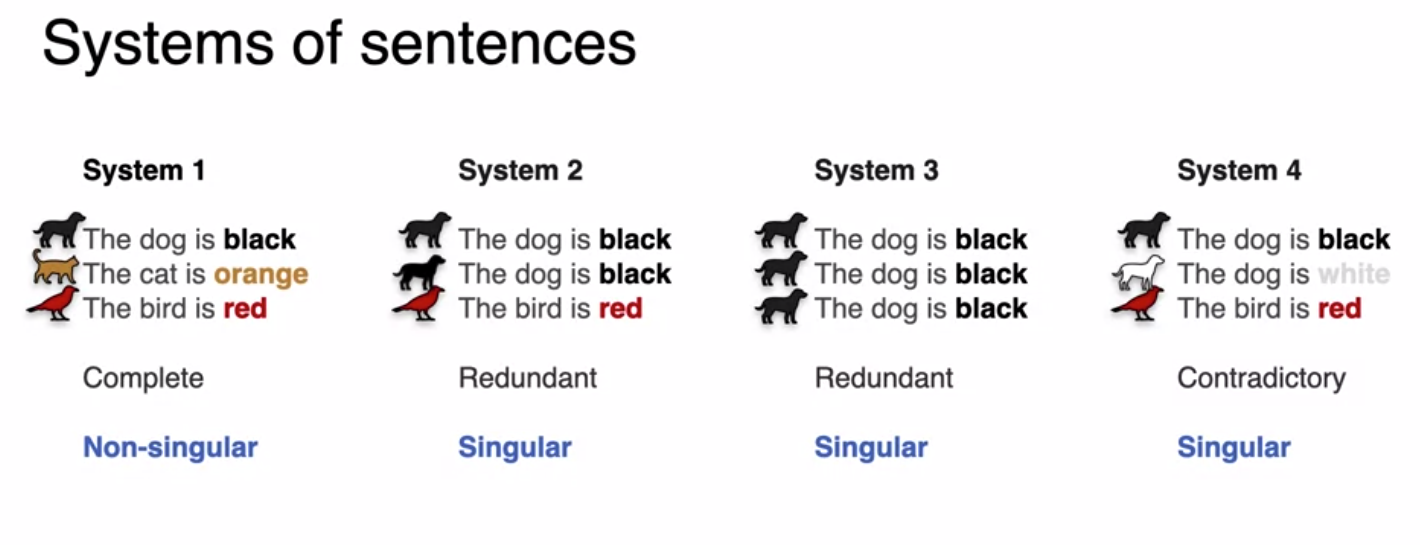 Systems of sentences
System 1
The dog is black
The cat is orange
The bird is red
Complete
Non-singular
System 2
The dog is black
The dog is black
The bird is red
Redundant
Singular
System 3
The dog is black
The dog is black
The dog is black
Redundant
Singular
System 4
The dog is black
The dog is white
The bird is red
Contradictory
Singular